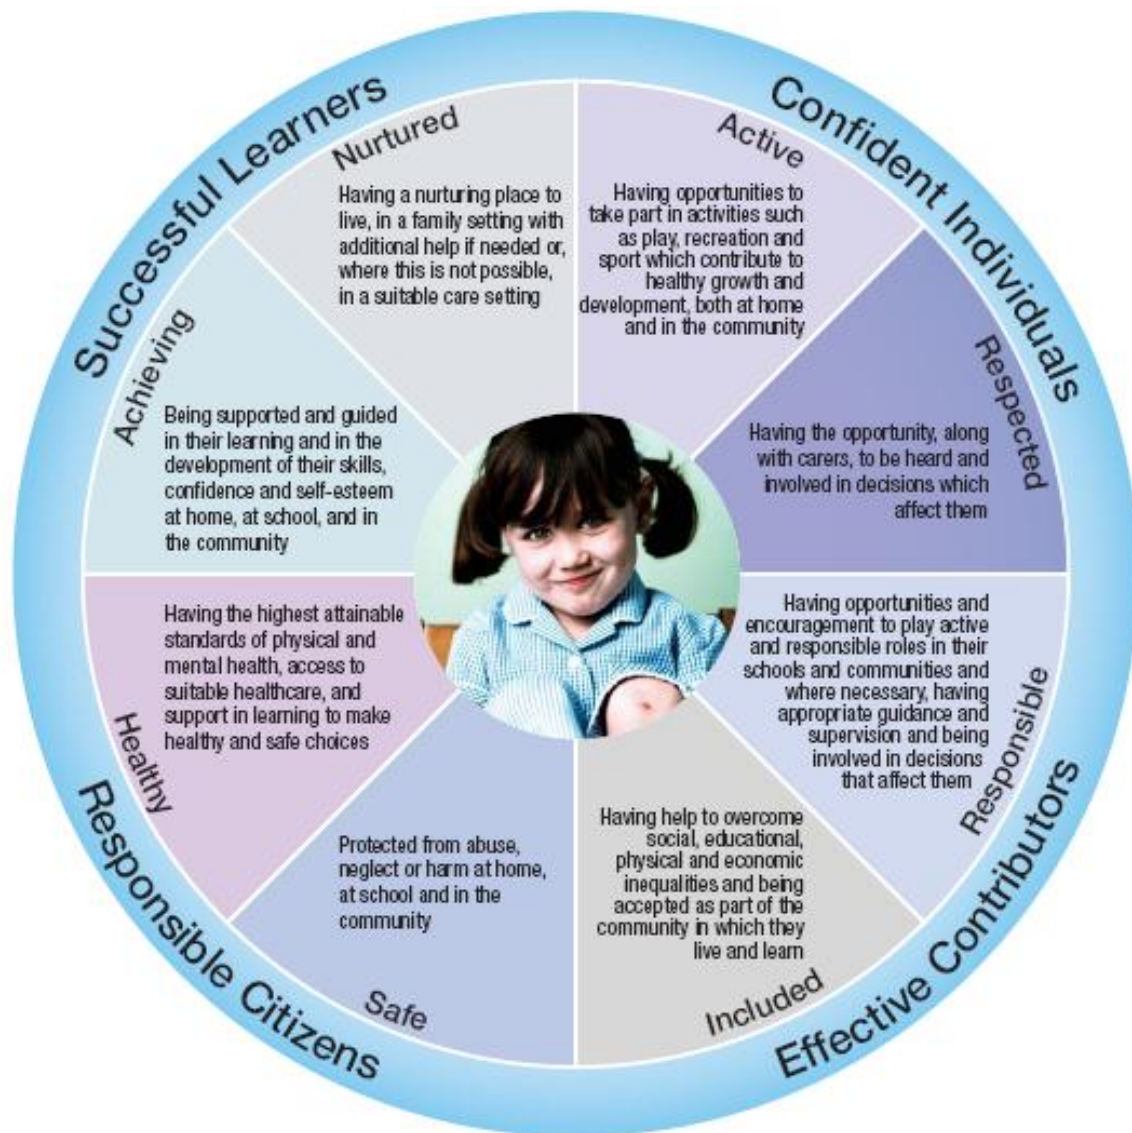 Successful Learners
Confident Individuals
Nurtured
Having a nurturing place to
live, in a family setting with
additional help if needed or,
where this is not possible,
in a suitable care setting
Active
Having opportunities to
take part in activities such
as play, recreation and
sport which contribute to
healthy growth and
development, both at home
and in the community
Achieving
Being supported and guided
in their learning and in the
development of their skills,
confidence and self-esteem
at home, at school, and in
the community
Respected
Having the opportunity, along
with carers, to be heard and
involved in decisions which
affect them
Healthy
Having the highest attainable
standards of physical and
mental health, access to
suitable healthcare, and
support in learning to make
healthy and safe choices
Responsible
Having opportunities and
encouragement to play active
and responsible roles in their
schools and communities and
where necessary, having
appropriate guidance and
supervision and being
involved in decisions
that affect them
Safe
Protected from abuse,
neglect or harm at home,
at school and in the
community
Included
Having help to overcome
social, educational,
physical and economic
inequalities and being
accepted as part of the
community in which they
live and learn
Responsible Citizens
Effective Contributors